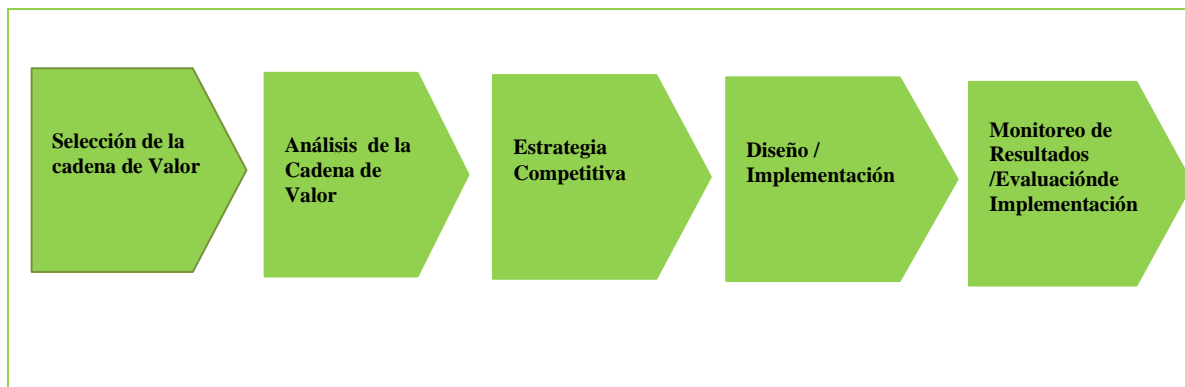 Selección de la
cadena de Valor
Análisis de la
Cadena de
Valor
Estrategia
Competitiva
Diseño /
Implementación
Monitoreo de
Resultados
/Evaluaciónde
Implementación